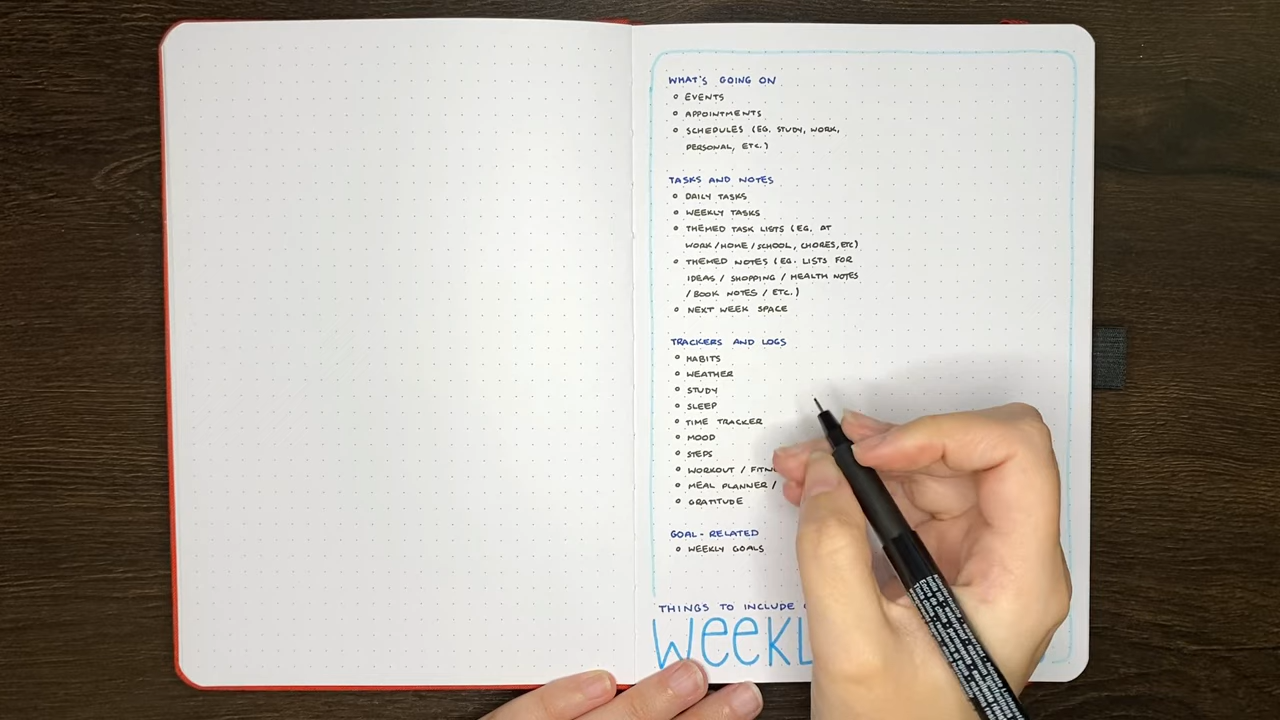 WHAT'S GOING ON
EVENTS
APPOINTMENTS
SCHEDULES (EG. STUDY, WORK,
PERSONAL, ETC.)
TASKS AND NOTES
DAILY TASKS
WEEKLY TASKS
THEMED TASK LISTS (EG. AT
WORK/HOME/SCHOOL, CHORES, ETC)
THEMED NOTES (EG. LISTS FOR
IDEAS / SHOPPING / HEALTH NOTES
/ BOOK NOTES / ETC.)
NEXT WEEK SPACE
TRACKERS AND LOGS
HABITS
WEATHER
STUDY
SLEEP
TIME TRACKER
MOOD
STEPS
WORKOUT /
MEAL PLANNER /
GRATITUDE
GOAL-RELATED
WEEKLY GOALS
THINGS TO INCLUDE